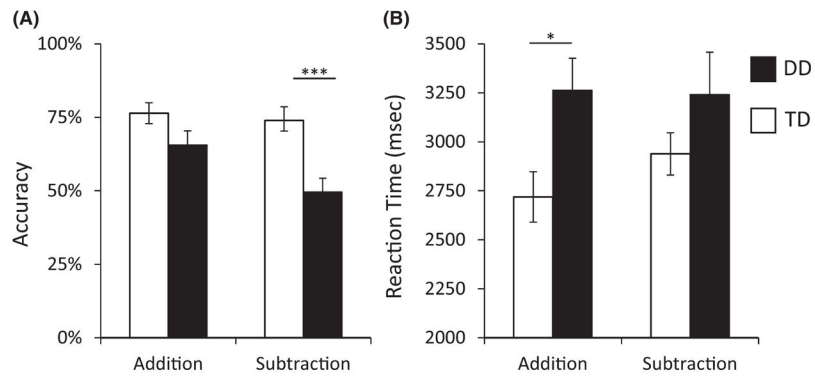 (A)
100%
75%
50%
25%
0%
Accuracy
***
Addition
Subtraction
(B)
3500
3250
3000
2750
2500
2250
2000
Reaction Time (msec)
*
Addition
Subtraction
DD
TD